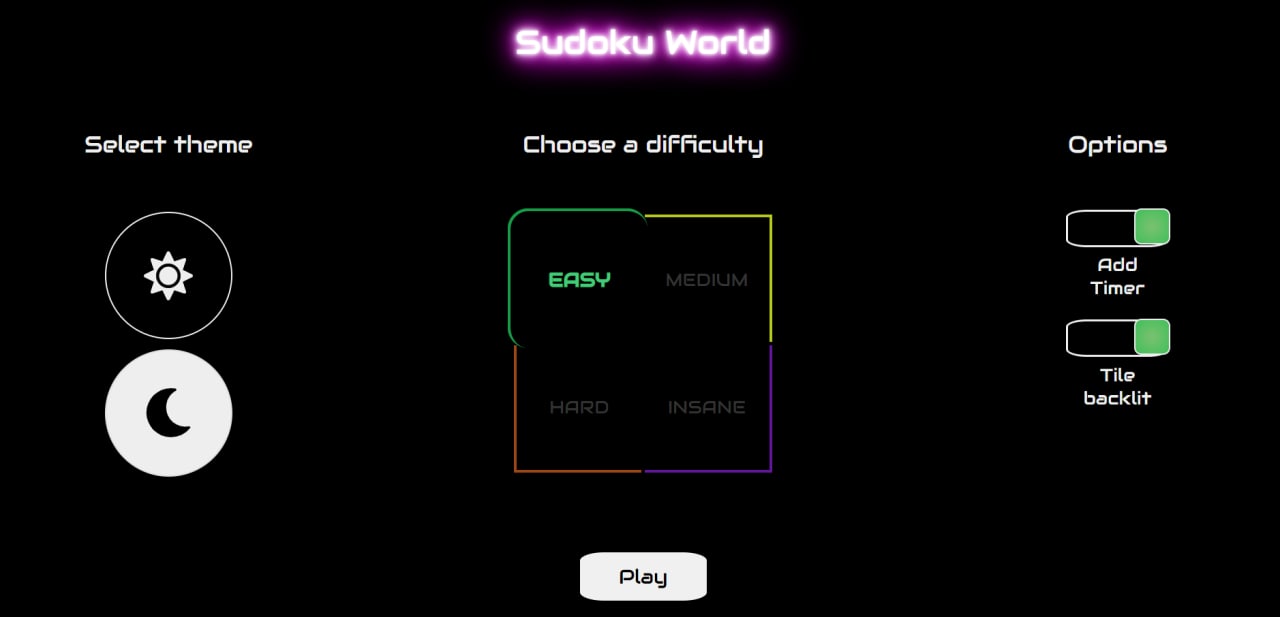 Sudoku World
Select theme
Choose a difficulty
Options
EASY
MEDIUM
HARD
INSANE
Add
Timer
Tile
backlit
Play